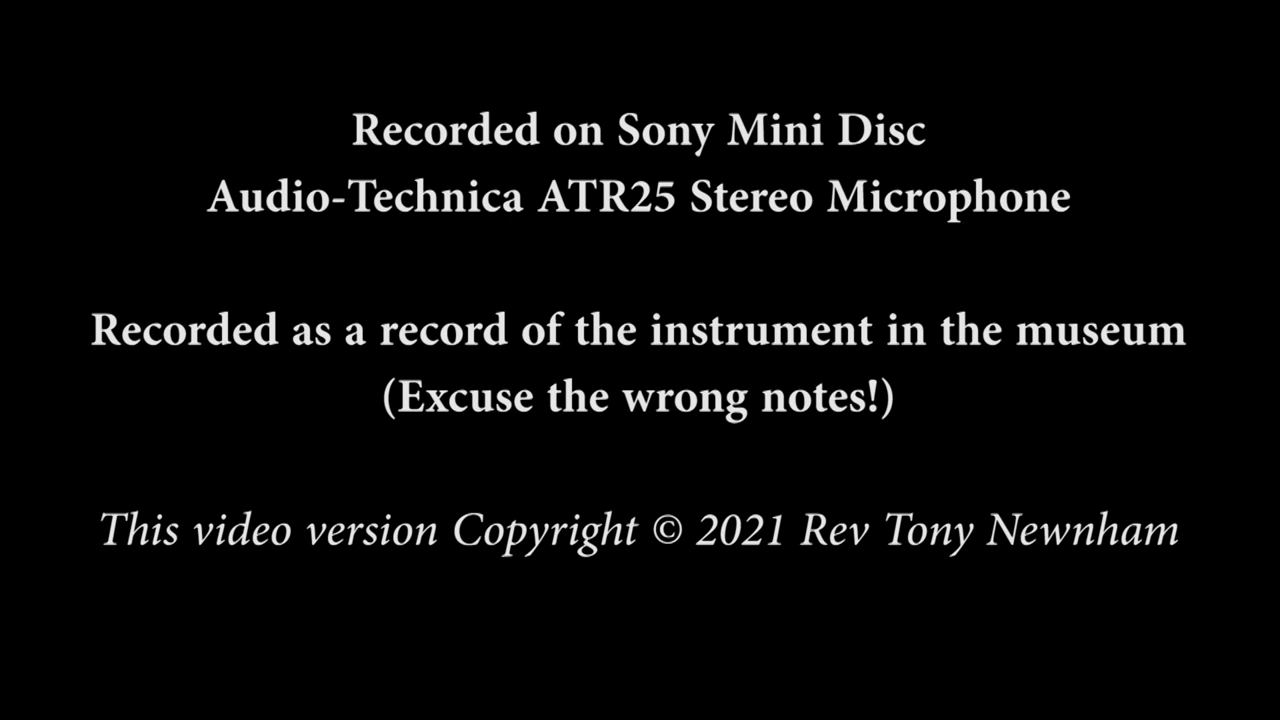 Recorded on Sony Mini Disc
Audio-Technica ATR25 Stereo Microphone
Recorded as a record of the instrument in the museum
(Excuse the wrong notes!)
This video version Copyright © 2021 Rev Tony Newnham